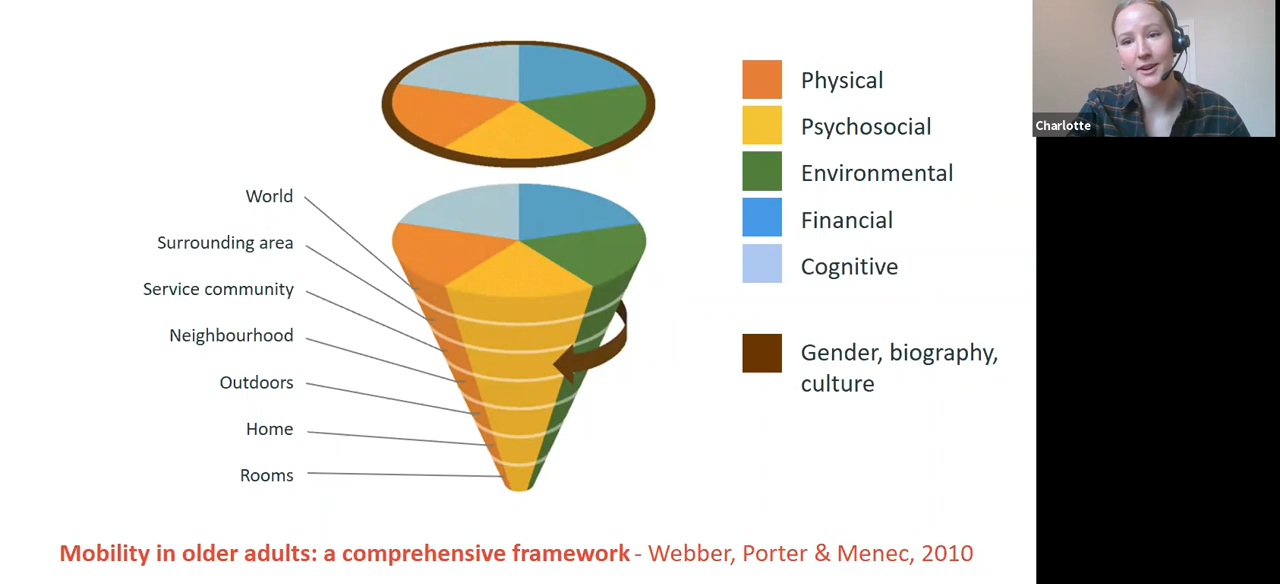 World
Surrounding area
Service community
Neighbourhood
Outdoors
Home
Rooms
Physical
Psychosocial
Environmental
Financial
Cognitive
Gender, biography,
culture
Charlotte
Mobility in older adults: a comprehensive framework - Webber, Porter & Menec, 2010